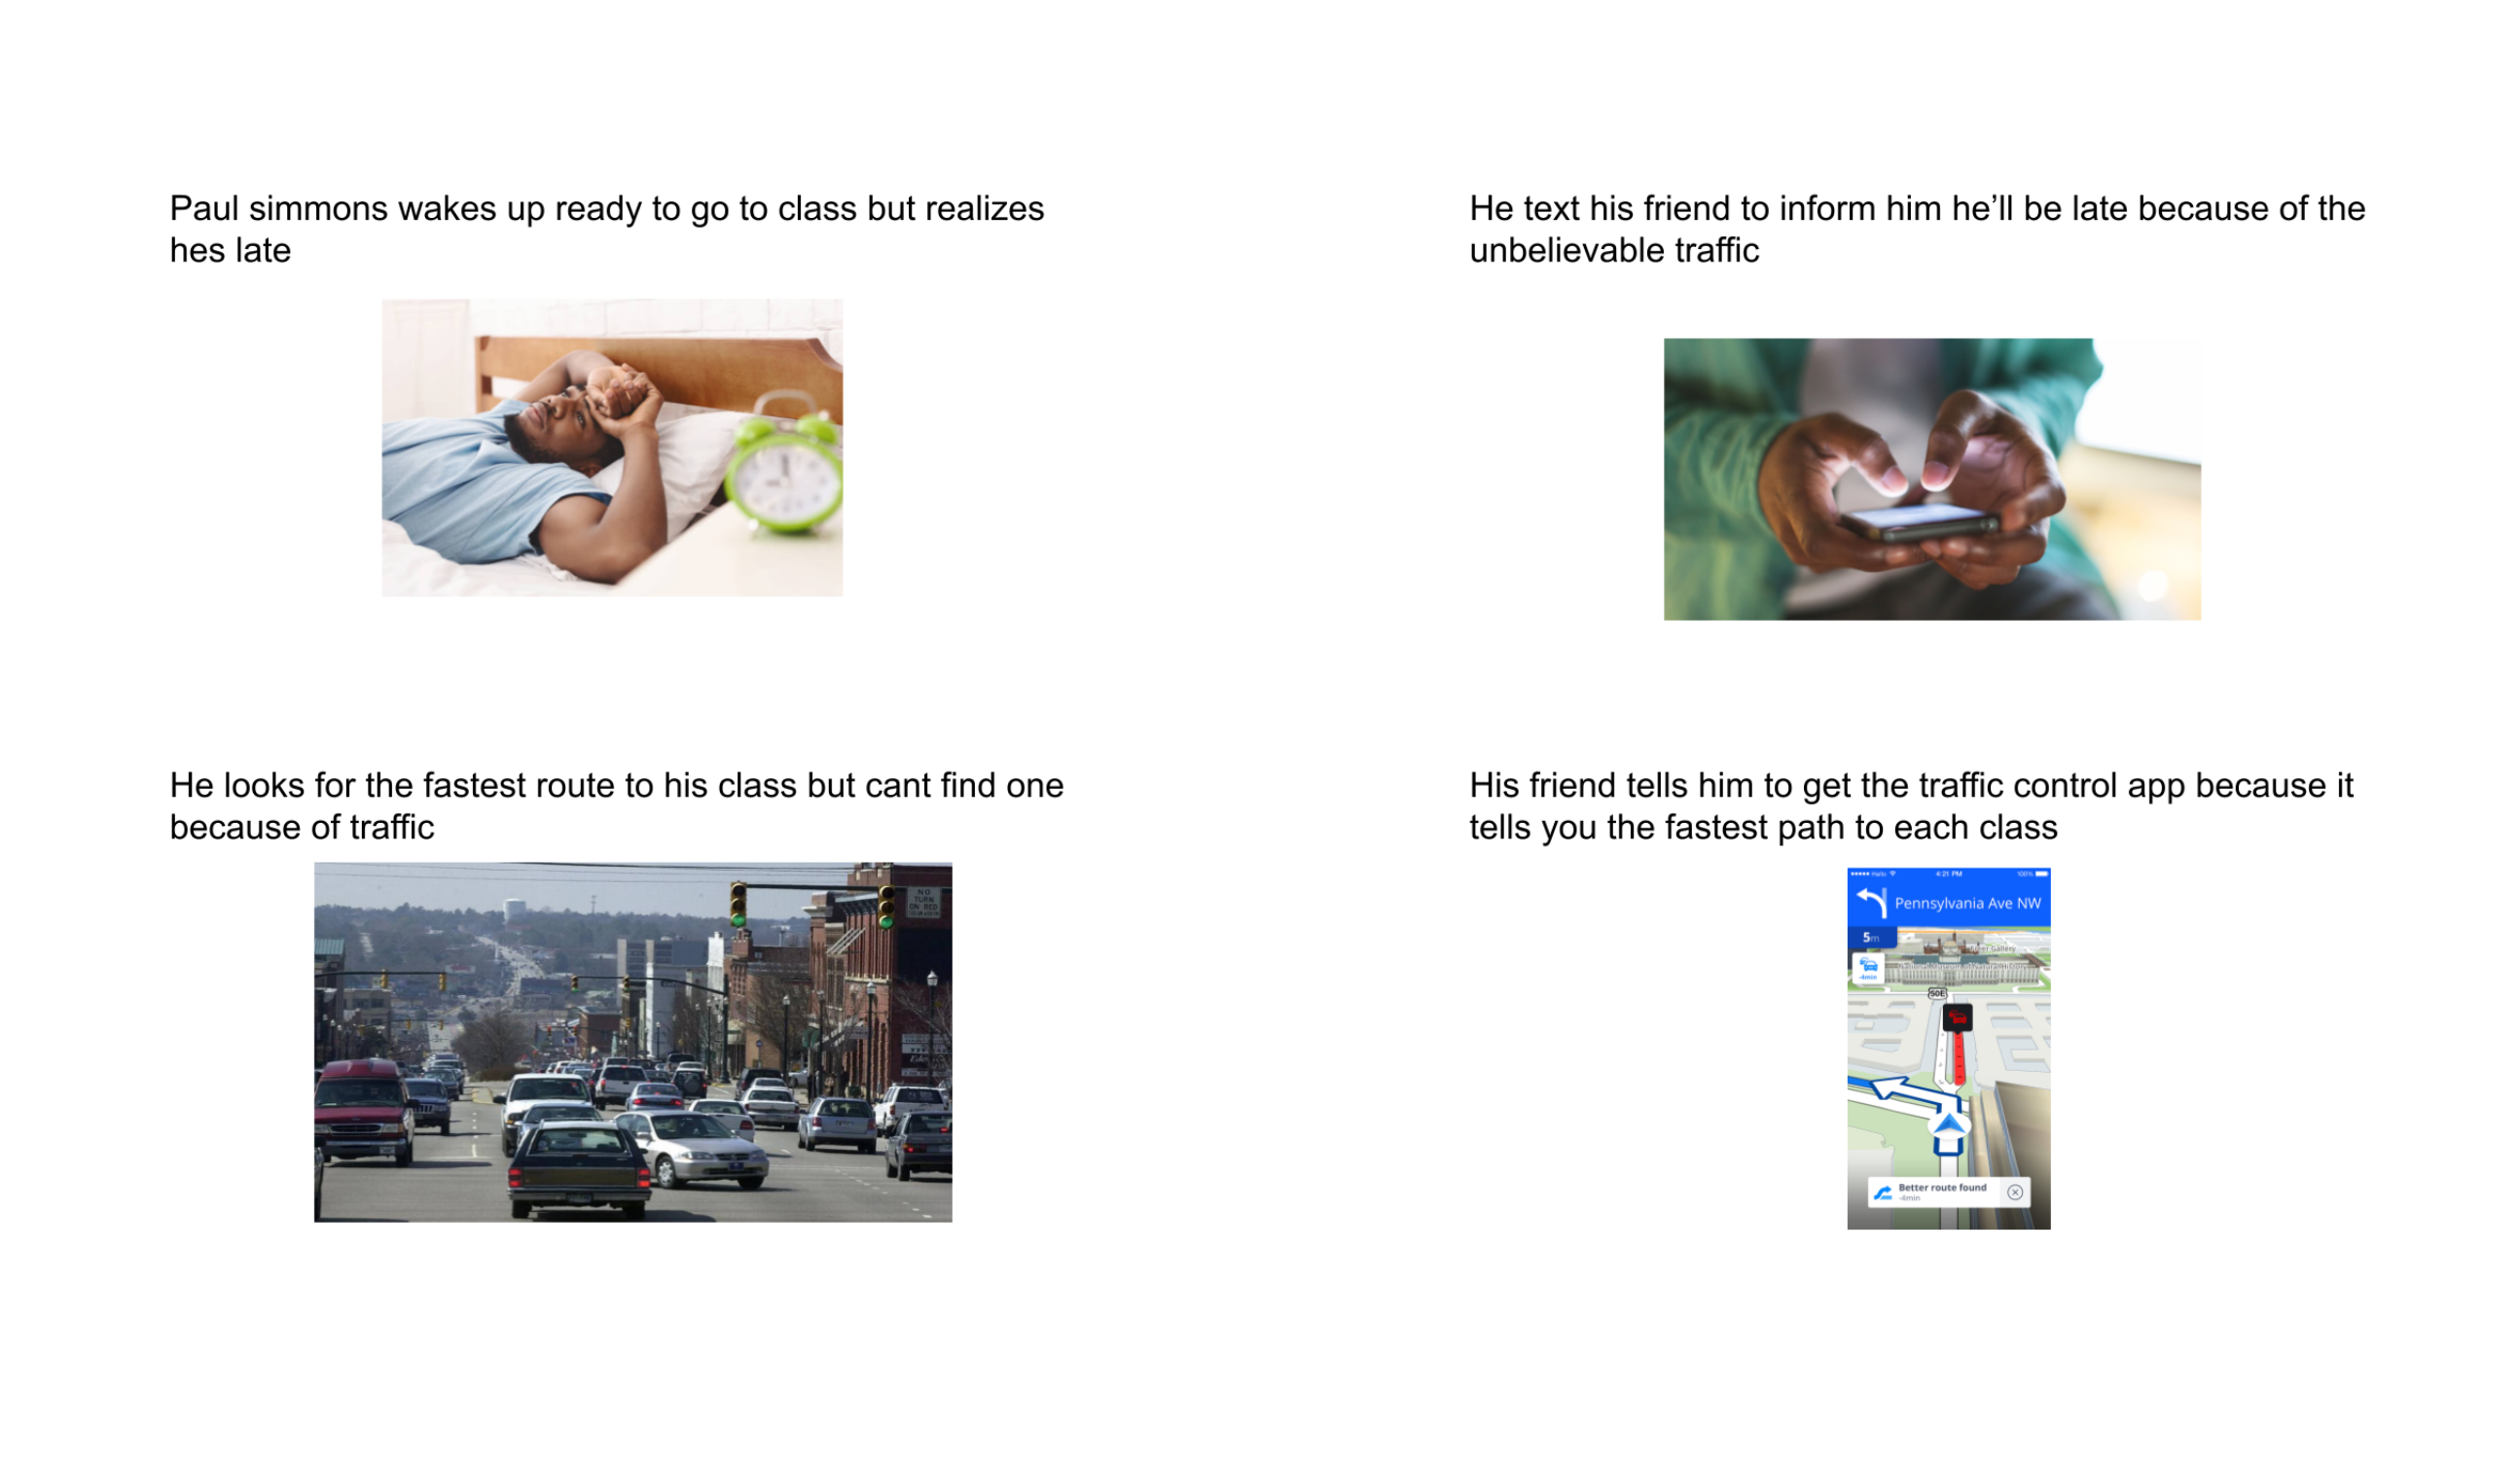 Paul simmons wakes up ready to go to class but realizes
hes late
He text his friend to inform him he’ll be late because of the
unbelievable traffic
He looks for the fastest route to his class but cant find one
because of traffic
NO
TURN
ON RED
His friend tells him to get the traffic control app because it
tells you the fastest path to each class
4:21 PM
100%
Pennsylvania Ave NW
5m
-4min
50E
Better route found
-4min